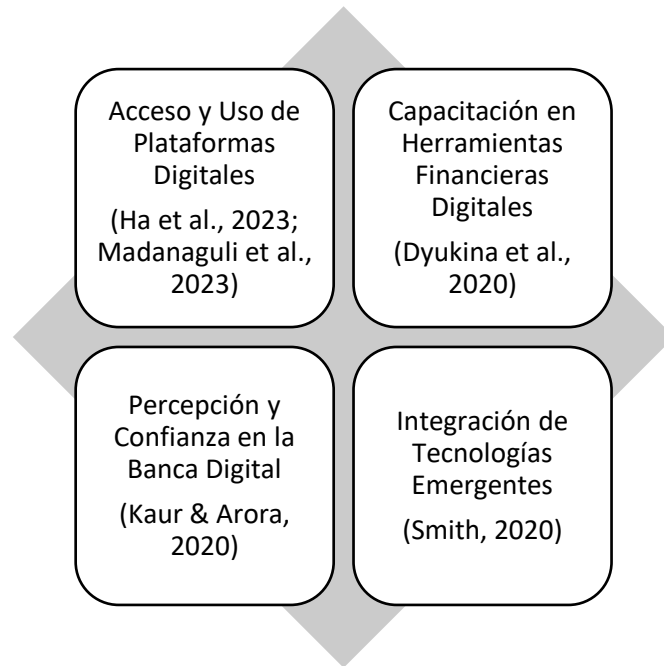 Acceso y Uso de
Plataformas
Digitales
(Ha et al., 2023;
Madanaguli et al.,
2023)
Capacitación en
Herramientas
Financieras
Digitales
(Dyukina et al.,
2020)
Percepción y
Confianza en la
Banca Digital
(Kaur & Arora,
2020)
Integración de
Tecnologías
Emergentes
(Smith, 2020)